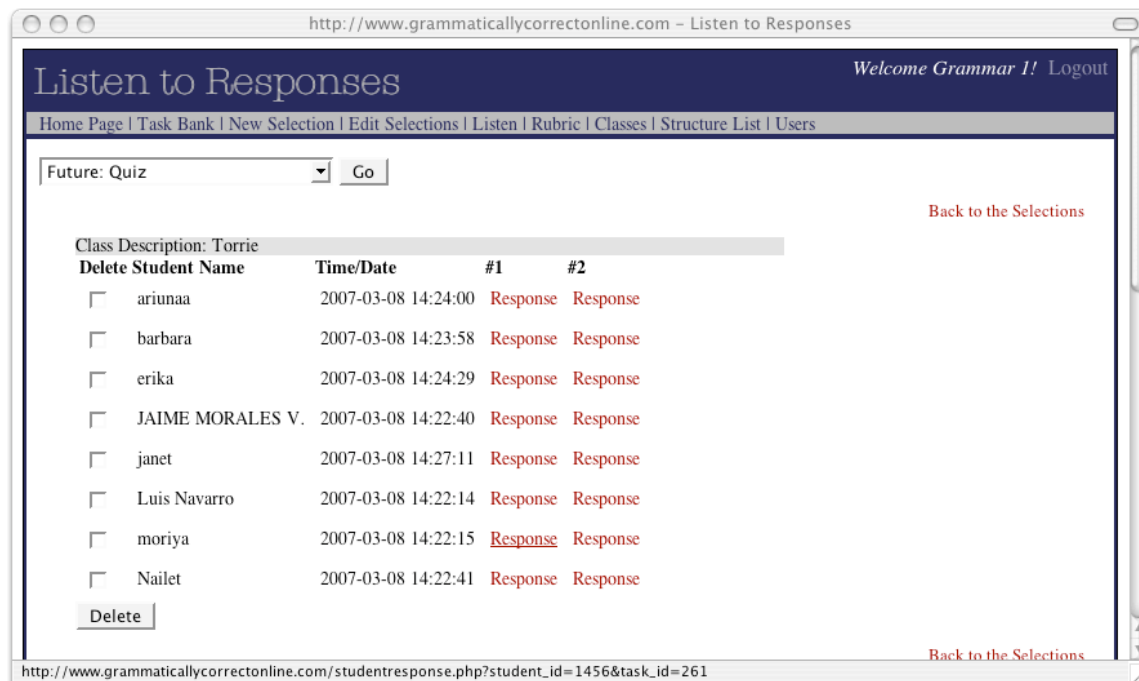 http://www.grammaticallycorrectonline.com – Listen to Responses
Listen to Responses
Welcome Grammar 1! Logout
Home Page | Task Bank | New Selection | Edit Selections | Listen | Rubric | Classes | Structure List | Users
Future: Quiz Go
Back to the Selections
Class Description: Torrie
Delete Student Name Time/Date #1 #2
ariunaa 2007-03-08 14:24:00 Response Response
barbara 2007-03-08 14:23:58 Response Response
erika 2007-03-08 14:24:29 Response Response
JAIME MORALES V. 2007-03-08 14:22:40 Response Response
janet 2007-03-08 14:27:11 Response Response
Luis Navarro 2007-03-08 14:22:14 Response Response
moriya 2007-03-08 14:22:15 Response Response
Nailet 2007-03-08 14:22:41 Response Response
Delete
Back to the Selections
http://www.grammaticallycorrectonline.com/studentresponse.php?student_id=1456&task_id=261